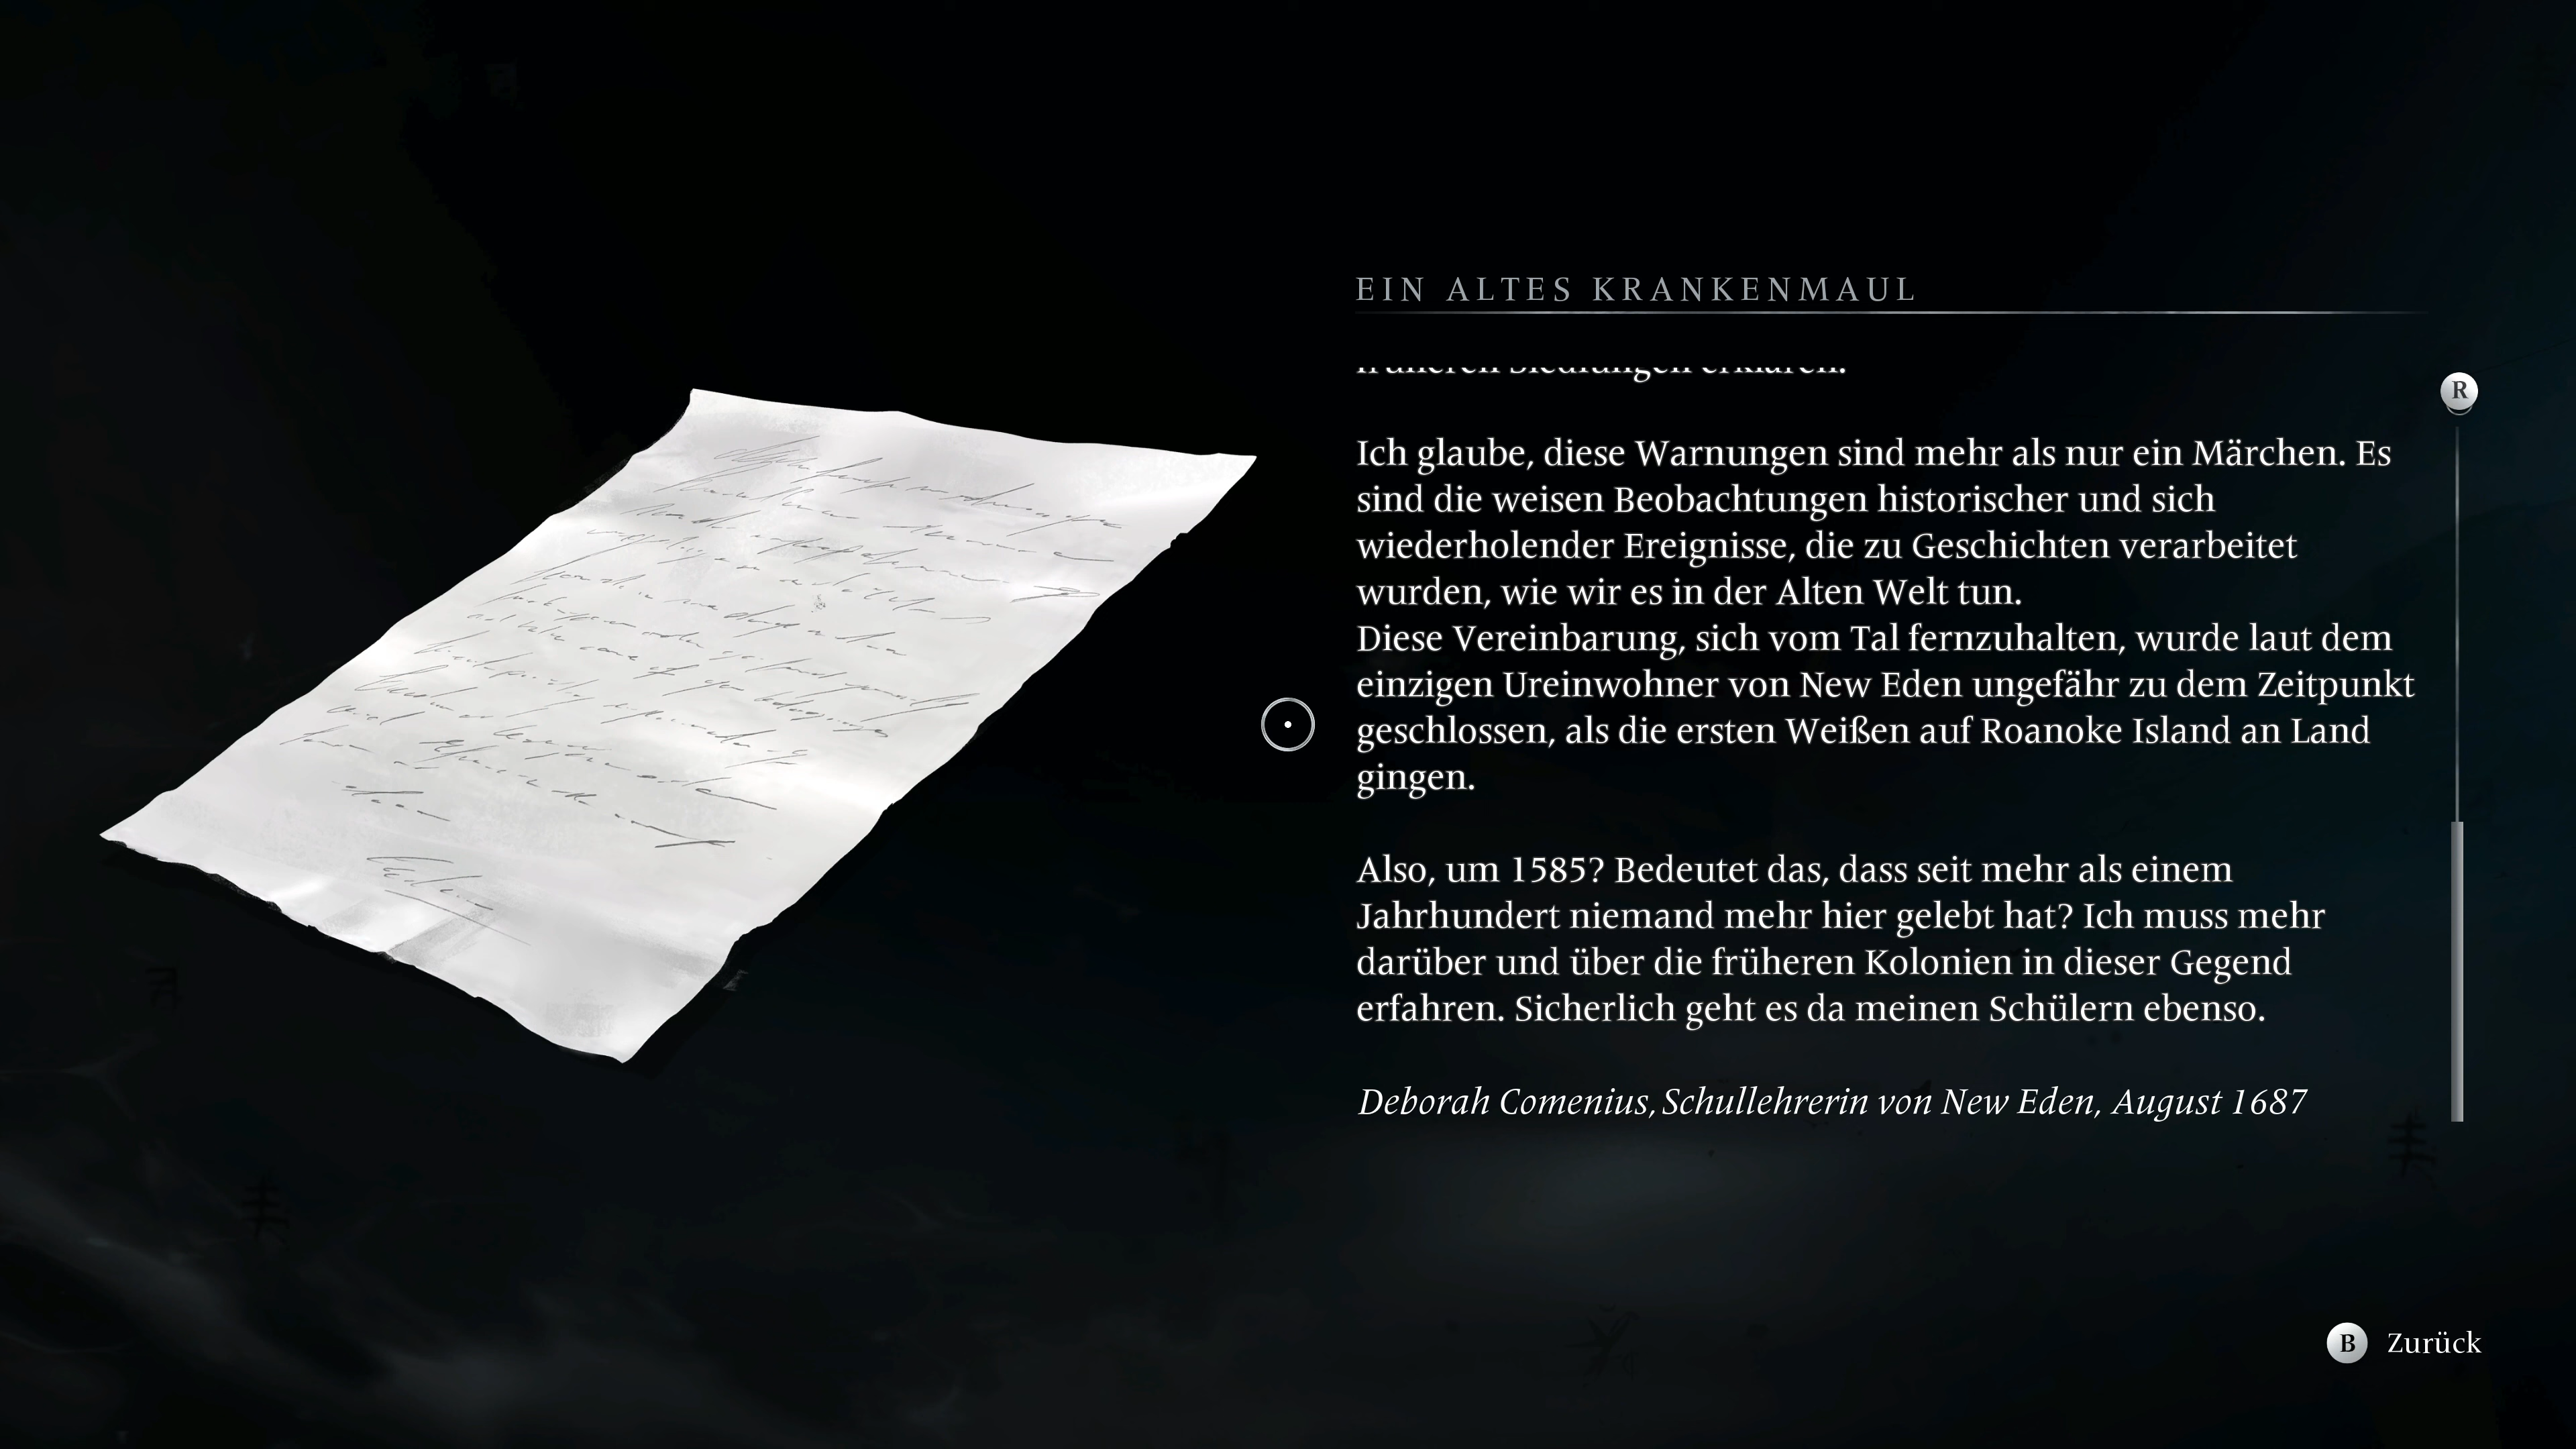 EIN ALTES KRANKENMAUL
früheren Siedlungen erklären.
R
Ich glaube, diese Warnungen sind mehr als nur ein Märchen. Es
sind die weisen Beobachtungen historischer und sich
wiederholender Ereignisse, die zu Geschichten verarbeitet
wurden, wie wir es in der Alten Welt tun.
Diese Vereinbarung, sich vom Tal fernzuhalten, wurde laut dem
einzigen Ureinwohner von New Eden ungefähr zu dem Zeitpunkt
geschlossen, als die ersten Weißen auf Roanoke Island an Land
gingen.
Also, um 1585? Bedeutet das, dass seit mehr als einem
Jahrhundert niemand mehr hier gelebt hat? Ich muss mehr
darüber und über die früheren Kolonien in dieser Gegend
erfahren. Sicherlich geht es da meinen Schülern ebenso.
Deborah Comenius, Schullehrerin von New Eden, August 1687
B Zurück